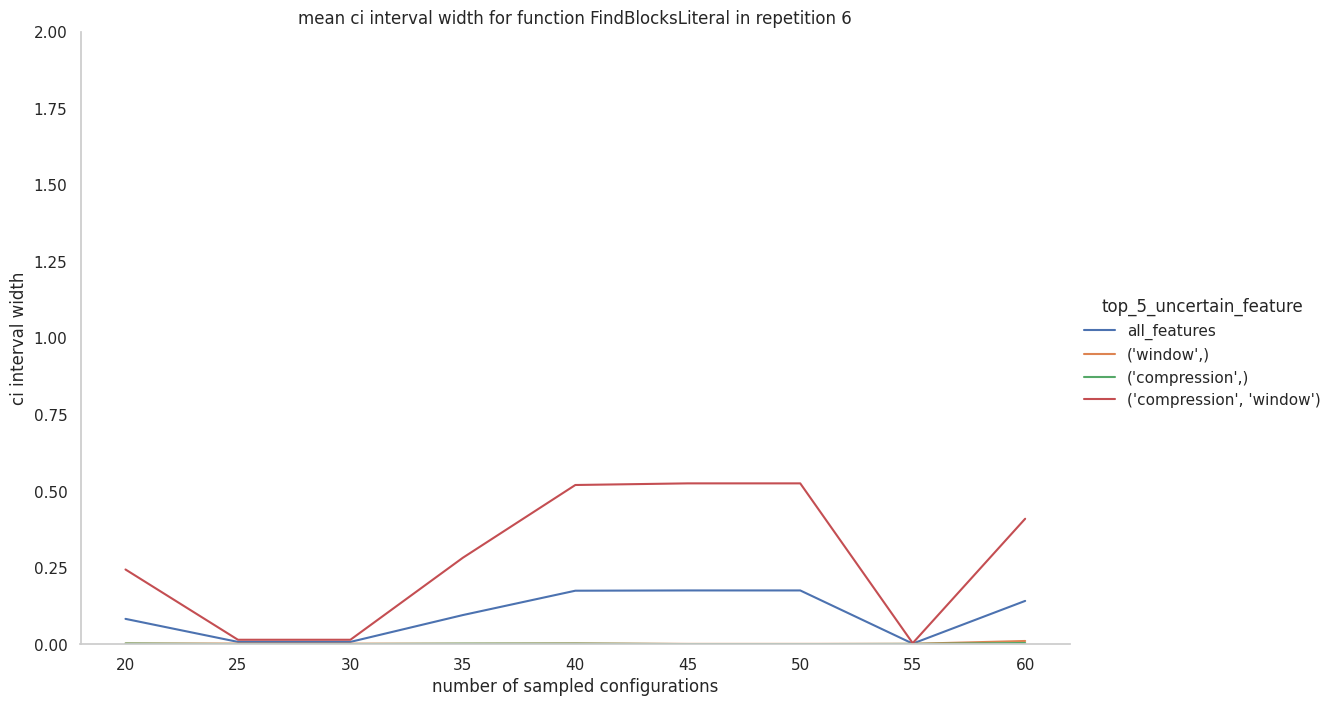 mean ci interval width for function FindBlocksLiteral in repetition 6
2.00
1.75
1.50
1.25
1.00
0.75
0.50
0.25
0.00
ci interval width
20 25 30 35 40 45 50 55 60
number of sampled configurations
top_5_uncertain_feature
all_features
('window',)
('compression',)
('compression', 'window')